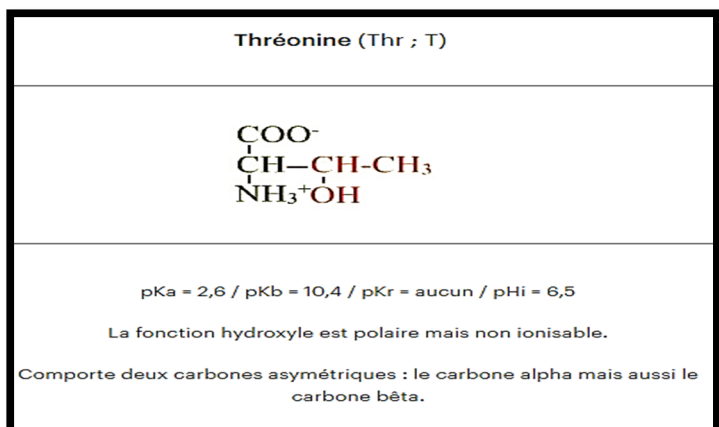 Thréonine (Thr ; T)
COO-
CH—CH-CH3
NH3+OH
pKa = 2,6 / pKb = 10,4 / pKr = aucun / pHi = 6,5
La fonction hydroxyle est polaire mais non ionisable.
Comporte deux carbones asymétriques : le carbone alpha mais aussi le
carbone bêta.